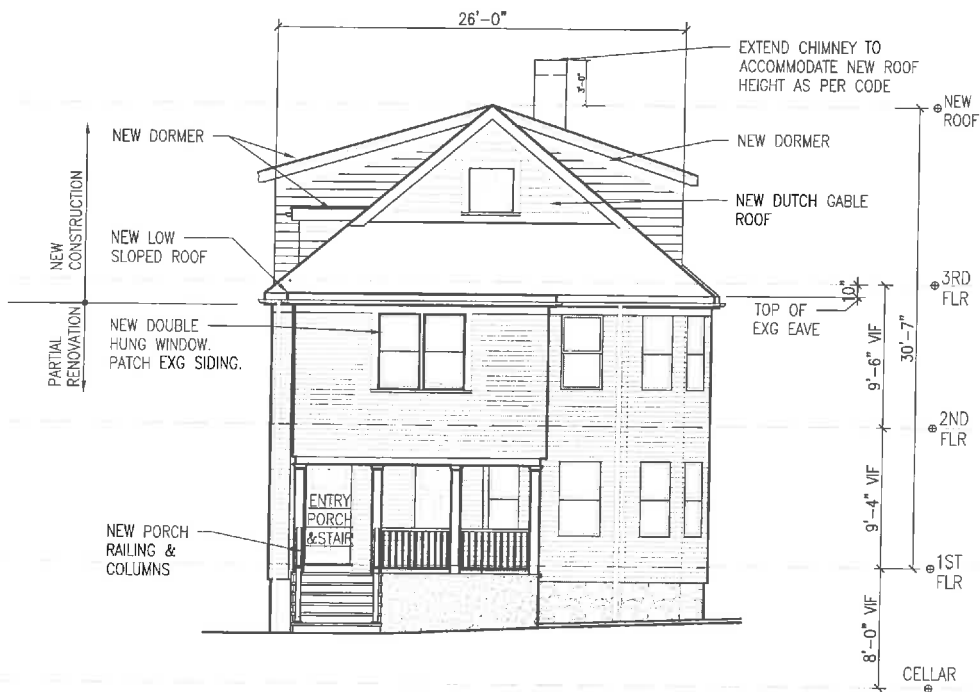 26'-0"
EXTEND CHIMNEY TO
ACCOMMODATE NEW ROOF
HEIGHT AS PER CODE
3'-0"
NEW
ROOF
NEW DORMER
NEW DORMER
NEW DUTCH GABLE
ROOF
NEW
CONSTRUCTION
NEW LOW
SLOPED ROOF
3RD
FLR
10"
TOP OF
EXG EAVE
PARTIAL
RENOVATION
NEW DOUBLE
HUNG WINDOW.
PATCH EXG SIDING.
9'-6" VIF
30'-7"
2ND
FLR
9'-4" VIF
ENTRY
PORCH
&STAIR
NEW PORCH
RAILING &
COLUMNS
1ST
FLR
8'-0" VIF
CELLAR